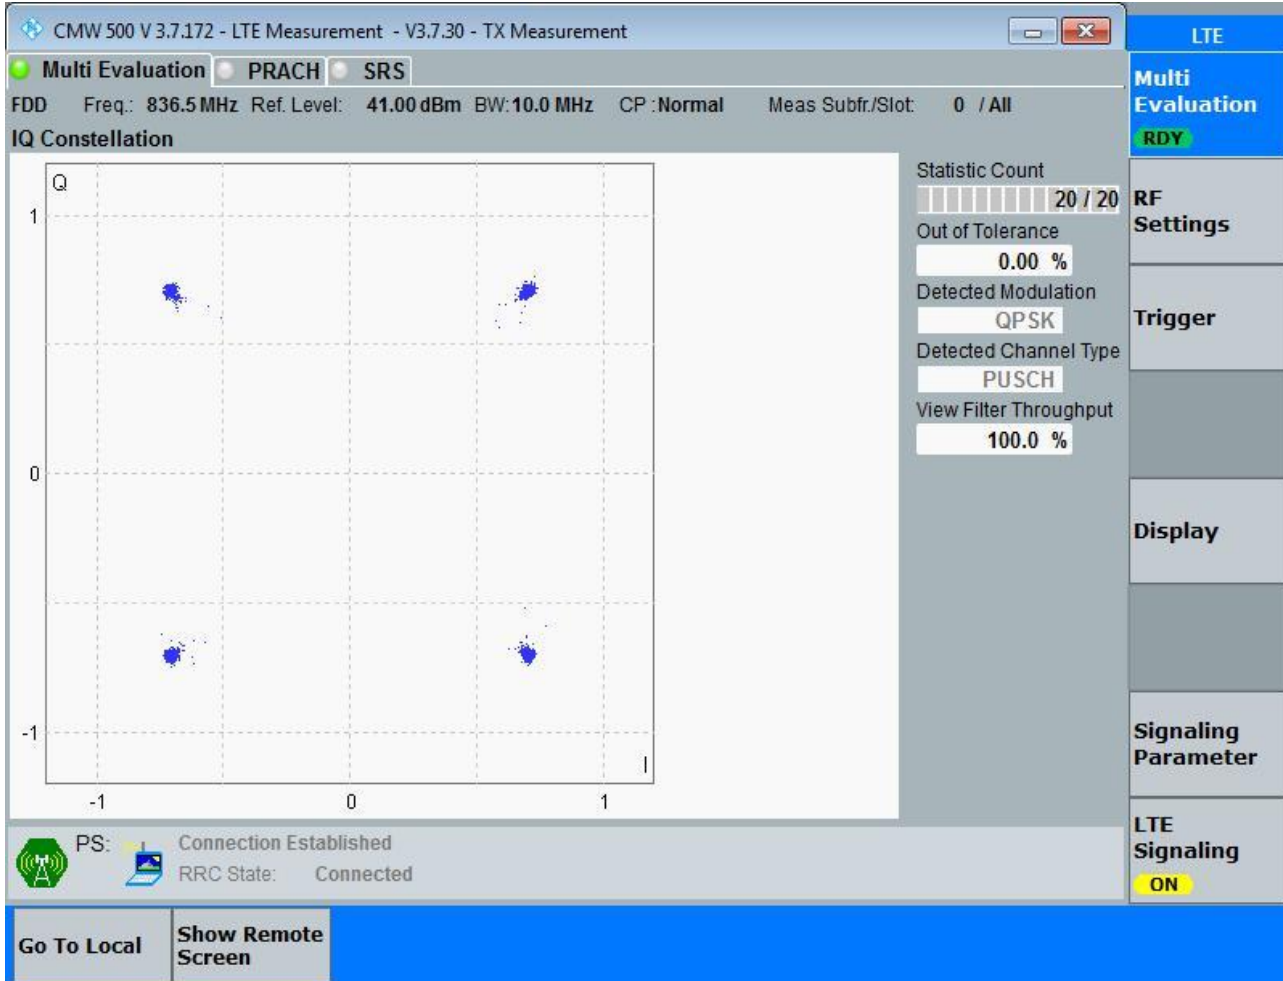 CMW 500 V 3.7.172 - LTE Measurement - V3.7.30 - TX Measurement
LTE
Multi Evaluation PRACH SRS
FDD Freq.: 836.5 MHz Ref. Level: 41.00 dBm BW:10.0 MHz CP :Normal Meas Subfr./Slot: 0 / All
IQ Constellation
Q
1
0
-1
I
-1 0 1
Statistic Count
20 / 20
Out of Tolerance
0.00 %
Detected Modulation
QPSK
Detected Channel Type
PUSCH
View Filter Throughput
100.0 %
Multi
Evaluation
RDY
RF
Settings
Trigger
Display
Signaling
Parameter
LTE
Signaling
ON
PS: Connection Established
RRC State: Connected
Go To Local
Show Remote
Screen